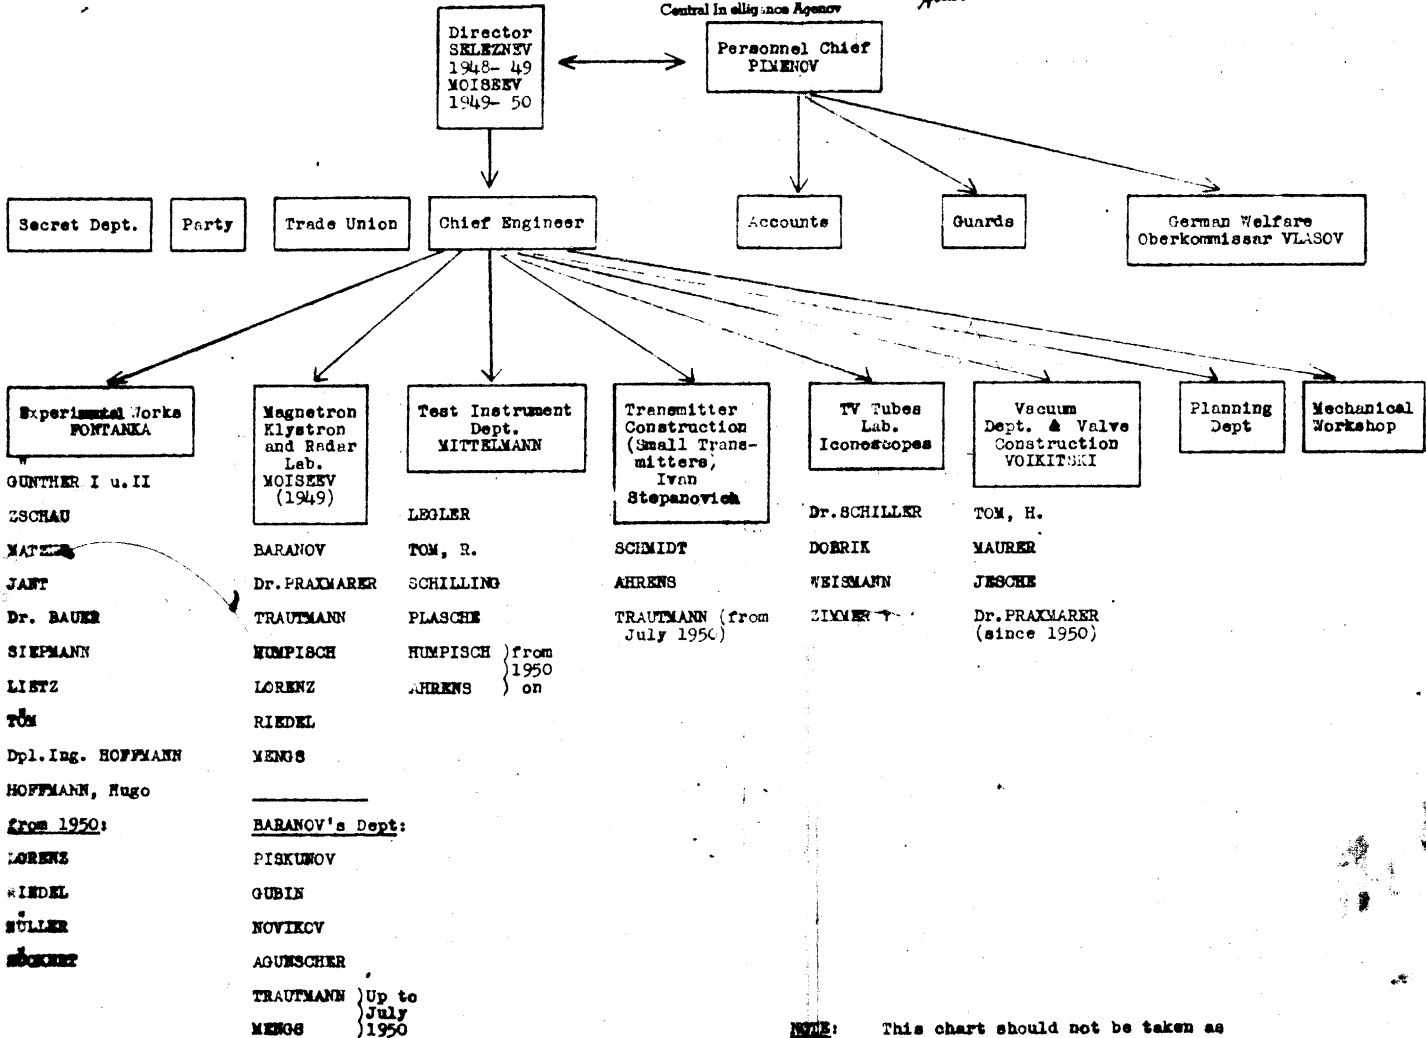 Central In elligence Agency
Director
SELEZNEV
1948- 49
MOISEEV
1949- 50
Personnel Chief
PIMENOV
Secret Dept.
Party
Trade Union
Chief Engineer
Accounts
Guards
German Welfare
Oberkommissar VLASOV
Experimental Works
FONTANKA
GUNTHER I u.II
ZSCHAU
JANT
Dr. BAUER
SIEPMANN
LIETZ
TÖM
Dpl.Ing. HOFFMANN
HOFFMANN, Hugo
from 1950:
LORENZ
RIEDEL
MÜLLER
Magnetron
Klystron
and Radar
Lab.
MOISEEV
(1949)
BARANOV
Dr.PRAXMARER
TRAUTMANN
HUMPISCH
LORENZ
RIEDEL
MENGS
BARANOV's Dept:
PISKUNOV
GUBIN
NOVIKOV
AGUNSCHER
TRAUTMANN )Up to
)July
MENGS )1950
Test Instrument
Dept.
MITTELMANN
LEGLER
TOM, R.
SCHILLING
PLASCHE
HUMPISCH )from
)1950
AHRENS ) on
Transmitter
Construction
(Small Trans-
mitters)
Ivan
Stepanovich
SCHMIDT
AHRENS
TRAUTMANN (from
July 1950)
TV Tubes
Lab.
Iconoscopes
Dr.SCHILLER
DOBRIK
WEISMANN
ZIMMER
Vacuum
Dept. & Valve
Construction
VOIKITSKI
TOM, H.
MAURER
JESCHE
Dr.PRAXMARER
(since 1950)
Planning
Dept
Mechanical
Workshop
NOTE: This chart should not be taken as